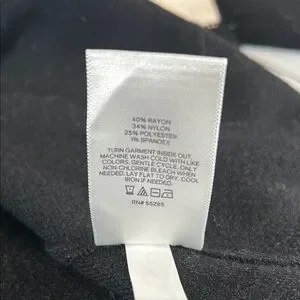 40% RAYON
34% NYLON
25% POLYESTER
1% SPANDEX
TURN GARMENT INSIDE OUT.
MACHINE WASH COLD WITH LIKE
COLORS. GENTLE CYCLE. ONLY
NON-CHLORINE BLEACH WHEN
NEEDED. LAY FLAT TO DRY. COOL
IRON IF NEEDED.
RN# 55285